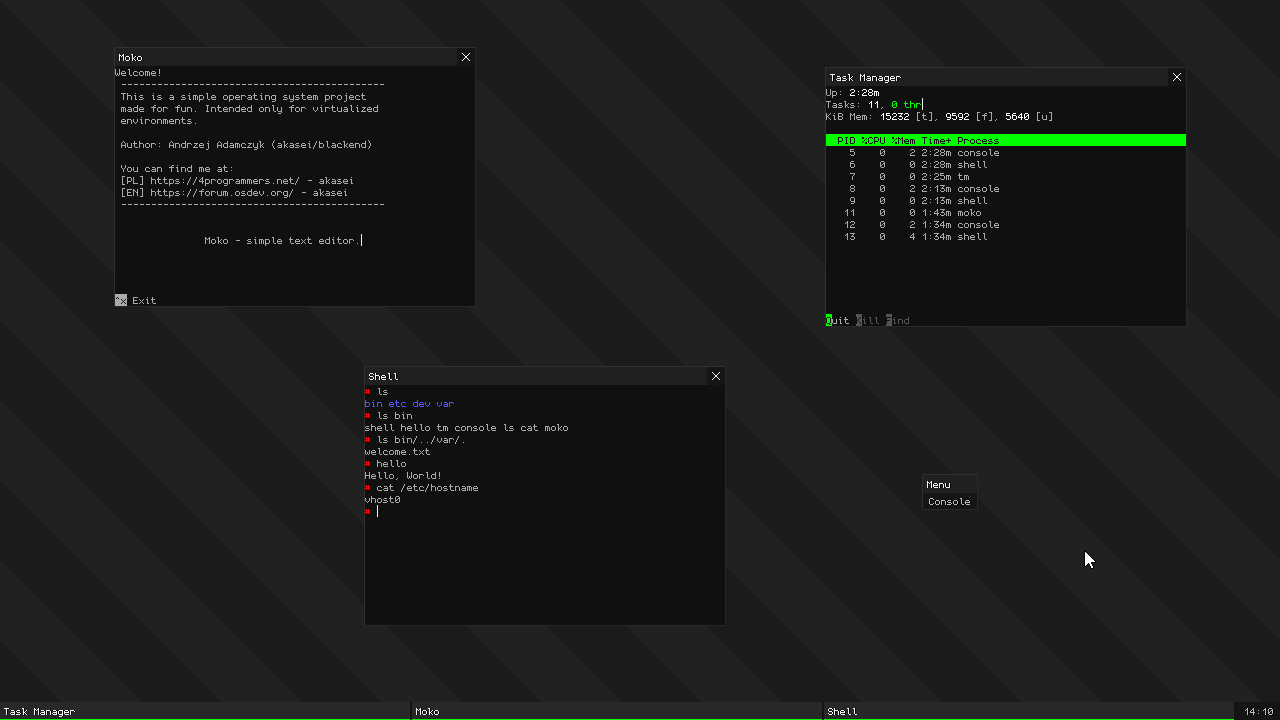 Moko
Welcome!
---------------------------------------------
This is a simple operating system project
made for fun. Intended only for virtualized
environments.
Author: Andrzej Adamczyk (akasei/blackend)
You can find me at:
[PL] https://4programmers.net/ - akasei
[EN] https://forum.osdev.org/ - akasei
---------------------------------------------
Moko - simple text editor.
^x Exit
Task Manager
Up: 2:28m
Tasks: 11, 0 thr
KiB Mem: 15232 [t], 9592 [f], 5640 [u]
PID %CPU %Mem Time+ Process
5 0 2 2:28m console
6 0 0 2:28m shell
7 0 0 2:25m tm
8 0 2 2:13m console
9 0 0 2:13m shell
11 0 0 1:43m moko
12 0 2 1:34m console
13 0 4 1:34m shell
Quit Kill Find
Shell
# ls
bin etc dev var
# ls bin
shell hello tm console ls cat moko
# ls bin/../var/.
welcome.txt
# hello
Hello, World!
# cat /etc/hostname
vhost0
#
Menu
Console
Task Manager
Moko
Shell
14:10